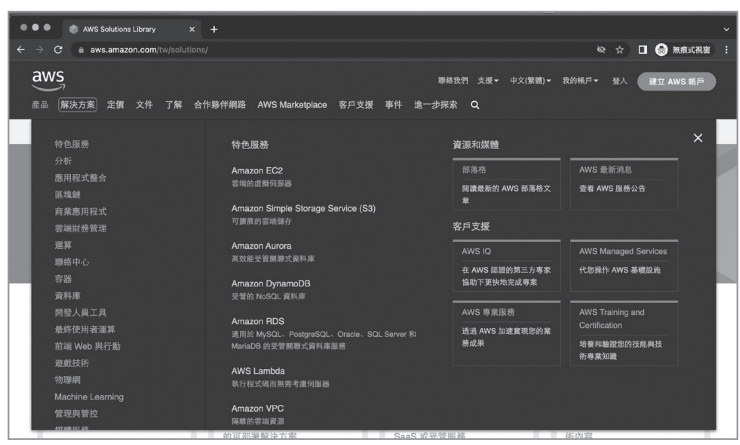 AWS Solutions Library
aws.amazon.com/tw/solutions/
無痕式視窗
aws
聯絡我們 支援 中文(繁體) 我的帳戶 登入 建立 AWS 帳戶
產品 解決方案 定價 文件 了解 合作夥伴網路 AWS Marketplace 客戶支援 事件 進一步探索
特色服務
分析
應用程式整合
區塊鏈
商業應用程式
雲端財務管理
運算
聯絡中心
容器
資料庫
開發人員工具
最終使用者運算
前端 Web 與行動
遊戲技術
物聯網
Machine Learning
管理與管控
媒體服務
特色服務
Amazon EC2
雲端的虛擬伺服器
Amazon Simple Storage Service (S3)
可擴展的雲端儲存
Amazon Aurora
高效能受管關聯式資料庫
Amazon DynamoDB
受管的 NoSQL 資料庫
Amazon RDS
適用於 MySQL、PostgreSQL、Oracle、SQL Server 和
MariaDB 的受管關聯式資料庫服務
AWS Lambda
執行程式碼而無需考慮伺服器
Amazon VPC
隔離的雲端資源
資源和媒體
部落格
閱讀最新的 AWS 部落格文
章
AWS 最新消息
查看 AWS 服務公告
客戶支援
AWS IQ
在 AWS 認證的第三方專家
協助下更快地完成專案
AWS Managed Services
代您操作 AWS 基礎設施
AWS 專業服務
透過 AWS 加速實現您的業
務成果
AWS Training and
Certification
培養和驗證您的技能與技
術專業知識
的可部署解決方案
SaaS 或受管服務
術內容